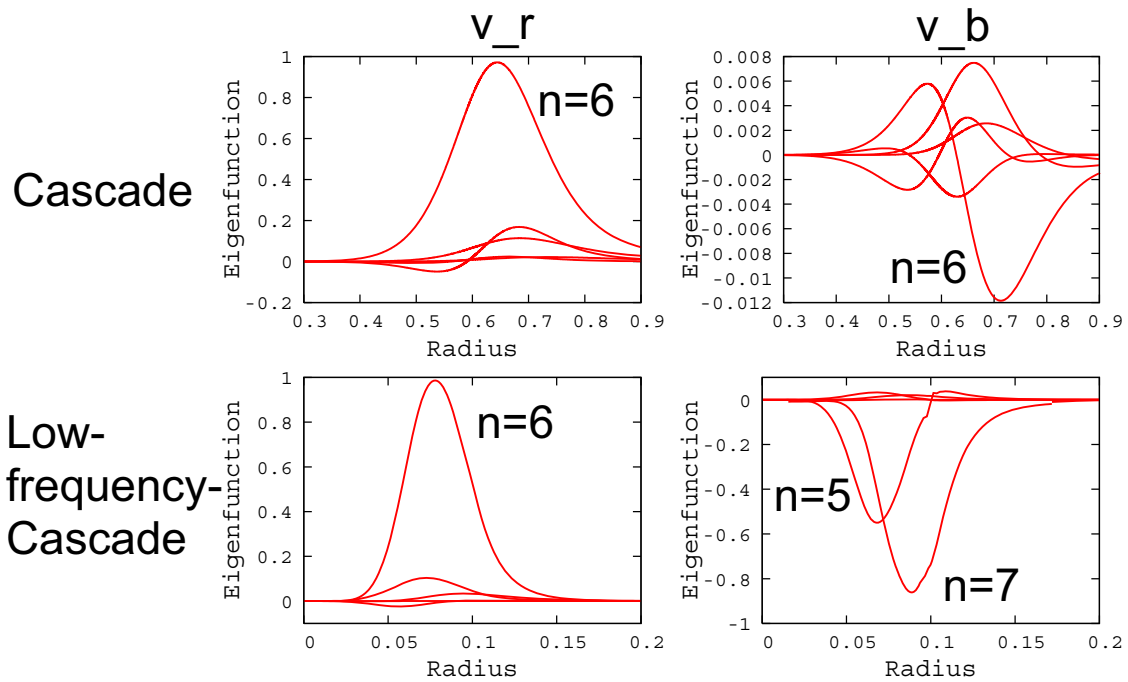 v_r
v_b
Cascade
Eigenfunction
1
0.8
0.6
0.4
0.2
0
-0.2
n=6
0.3 0.4 0.5 0.6 0.7 0.8 0.9
Radius
Eigenfunction
0.008
0.006
0.004
0.002
0
-0.002
-0.004
-0.006
-0.008
-0.01
-0.012
n=6
0.3 0.4 0.5 0.6 0.7 0.8 0.9
Radius
Low-
frequency-
Cascade
Eigenfunction
1
0.8
0.6
0.4
0.2
0
n=6
0 0.05 0.1 0.15 0.2
Radius
Eigenfunction
0
-0.2
-0.4
-0.6
-0.8
-1
n=5
n=7
0 0.05 0.1 0.15 0.2
Radius